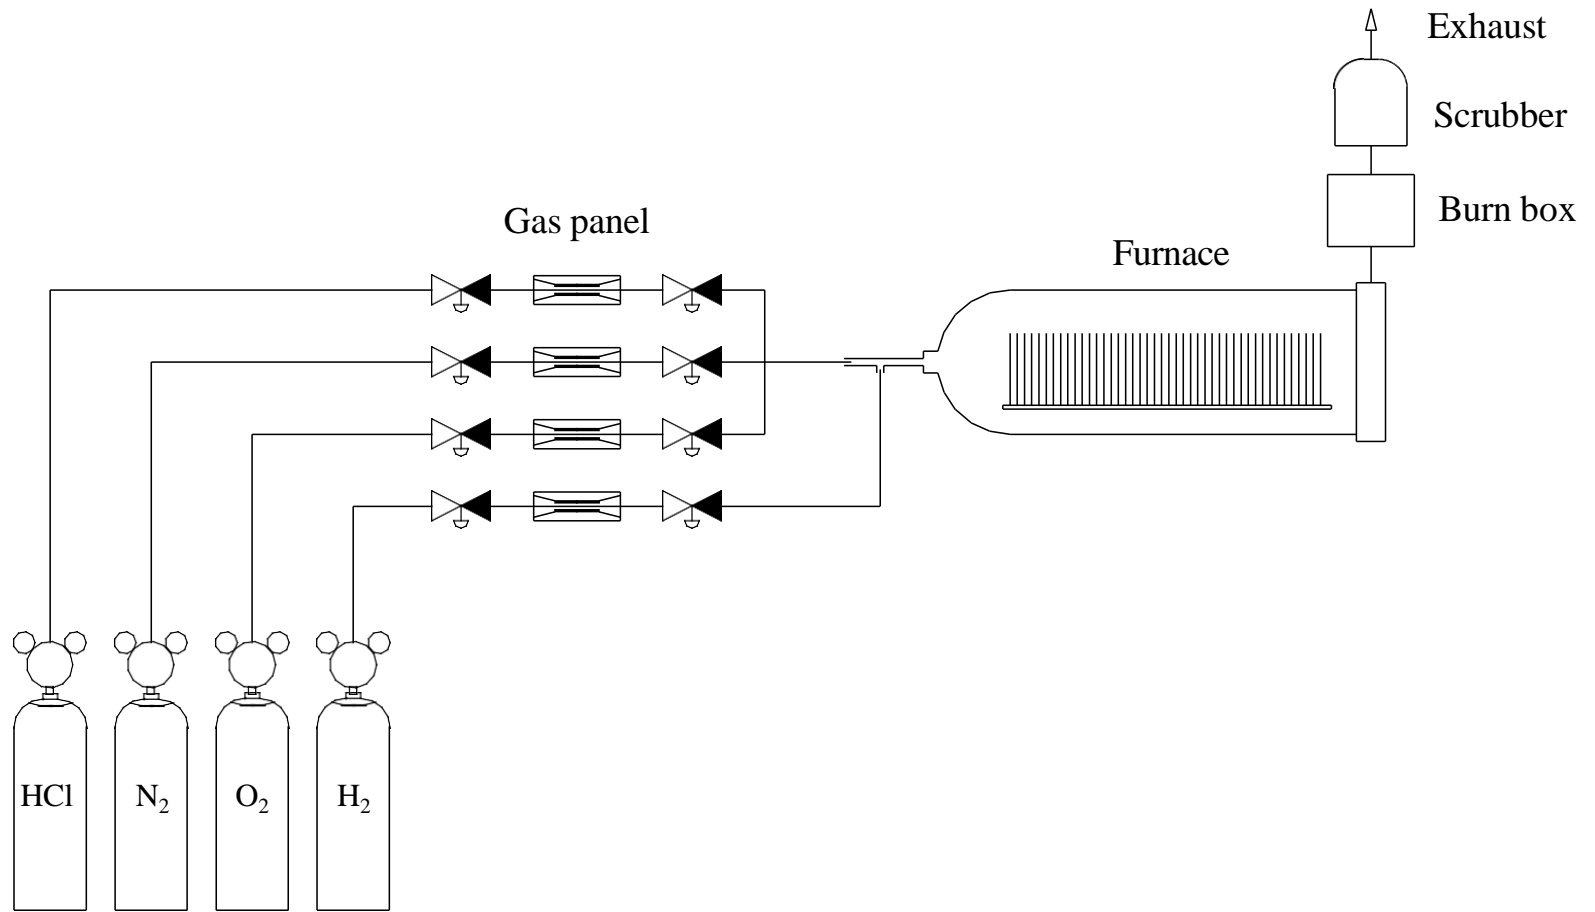 Exhaust
Scrubber
Burn box
Gas panel
Furnace
HCl
N₂
O₂
H₂